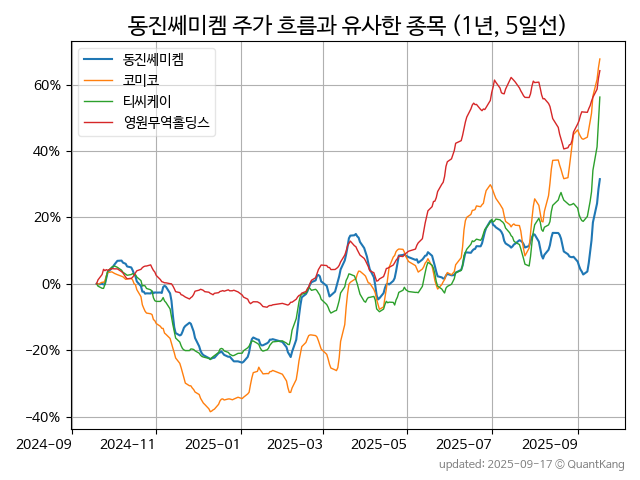 동진쎄미켐 주가 흐름과 유사한 종목 (1년, 5일선)
동진쎄미켐
코미코
티씨케이
영원무역홀딩스
60%
40%
20%
0%
−20%
−40%
2024-09
2024-11
2025-01
2025-03
2025-05
2025-07
2025-09
updated: 2025-09-17 © QuantKang